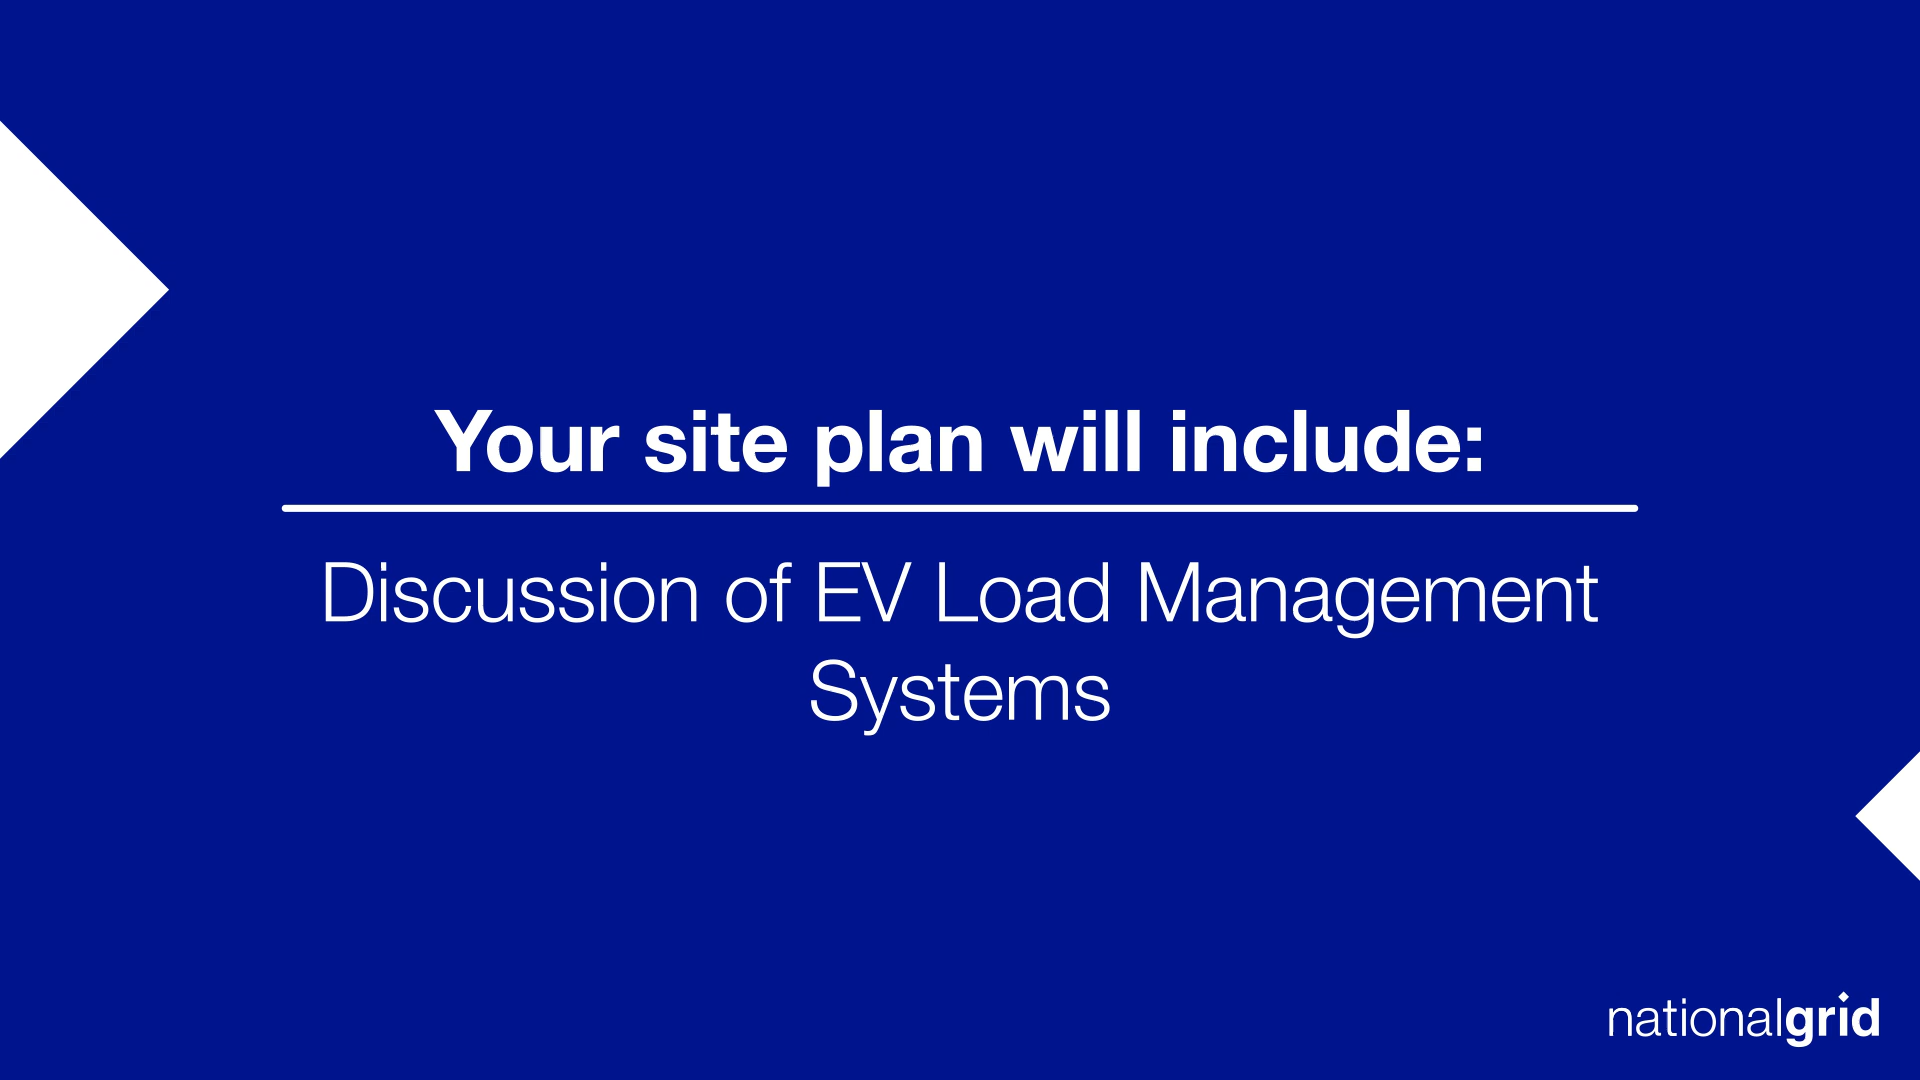 Your site plan will include:
Discussion of EV Load Management
Systems
nationalgrid